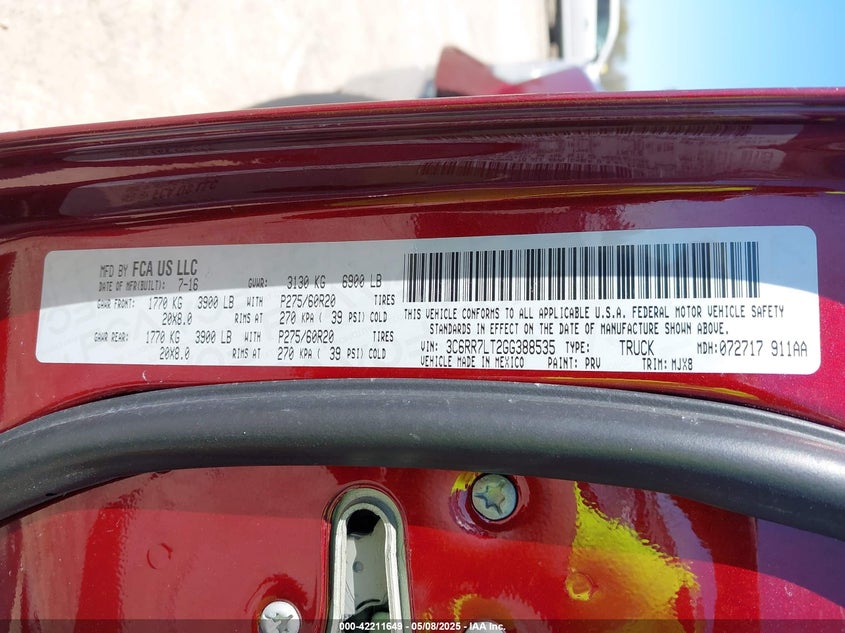 MFD BY FCA US LLC
DATE OF MFR(BUILT): 7-16 GVWR: 3130 KG 6900 LB
GAWR FRONT: 1770 KG 3900 LB WITH P275/60R20 TIRES
20X8.0 RIMS AT 270 KPA ( 39 PSI) COLD
GAWR REAR: 1770 KG 3900 LB WITH P275/60R20 TIRES
20X8.0 RIMS AT 270 KPA ( 39 PSI) COLD
THIS VEHICLE CONFORMS TO ALL APPLICABLE U.S.A. FEDERAL MOTOR VEHICLE SAFETY
STANDARDS IN EFFECT ON THE DATE OF MANUFACTURE SHOWN ABOVE.
VIN: 3C6RR7LT2GG388535 TYPE: TRUCK MDH: 072717 911AA
VEHICLE MADE IN MEXICO PAINT: PRV TRIM: MJX8
000-42211649 - 05/08/2025 - IAA Inc.